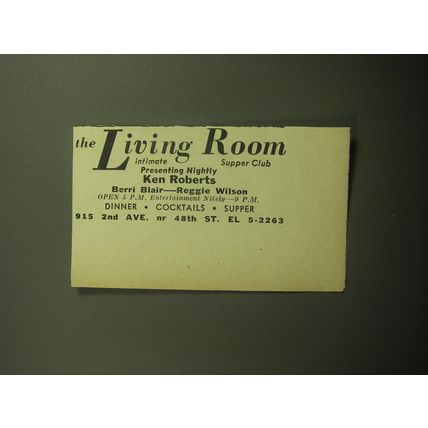 the Living Room
intimate Supper Club
Presenting Nightly
Ken Roberts
Berri Blair—Reggie Wilson
OPEN 5 P.M. Entertainment Nitely—9 P.M.
DINNER • COCKTAILS • SUPPER
915 2nd AVE. nr 48th ST. EL 5-2263